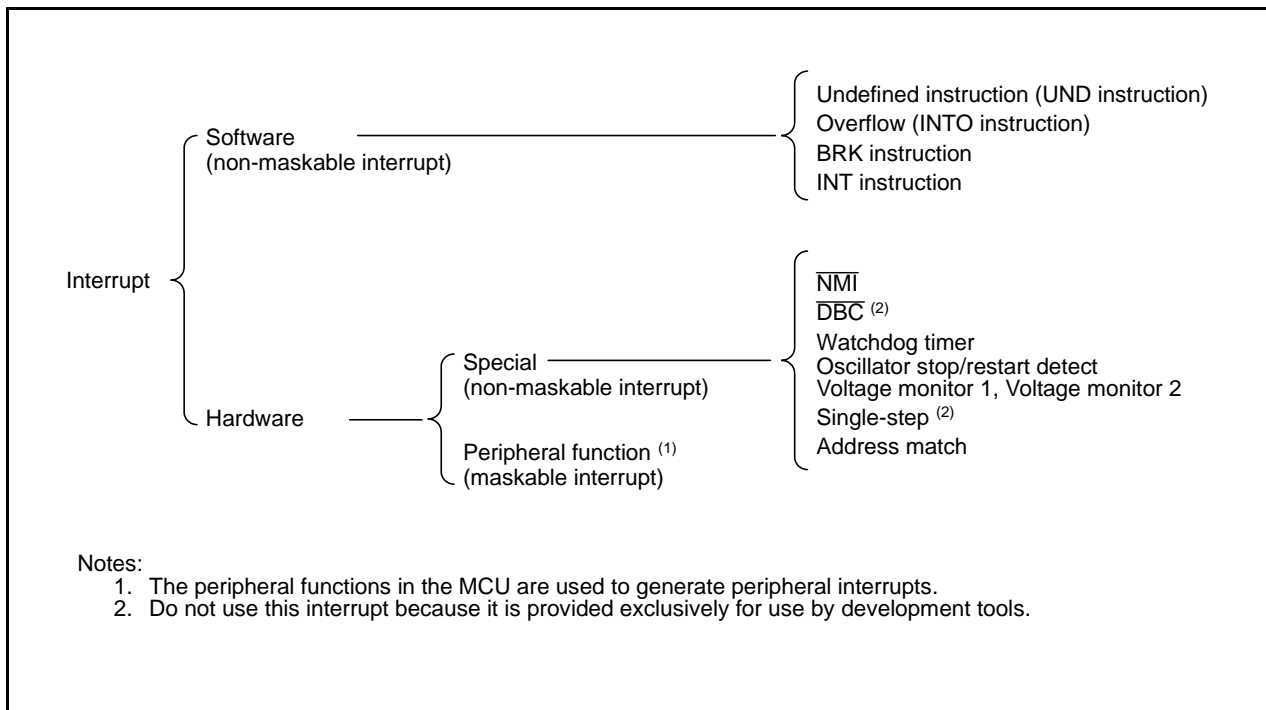 Interrupt
Software
(non-maskable interrupt)
Undefined instruction (UND instruction)
Overflow (INTO instruction)
BRK instruction
INT instruction
Hardware
Special
(non-maskable interrupt)
N̅M̅I̅
D̅B̅C̅ (2)
Watchdog timer
Oscillator stop/restart detect
Voltage monitor 1, Voltage monitor 2
Single-step (2)
Address match
Peripheral function (1)
(maskable interrupt)
Notes:
1. The peripheral functions in the MCU are used to generate peripheral interrupts.
2. Do not use this interrupt because it is provided exclusively for use by development tools.